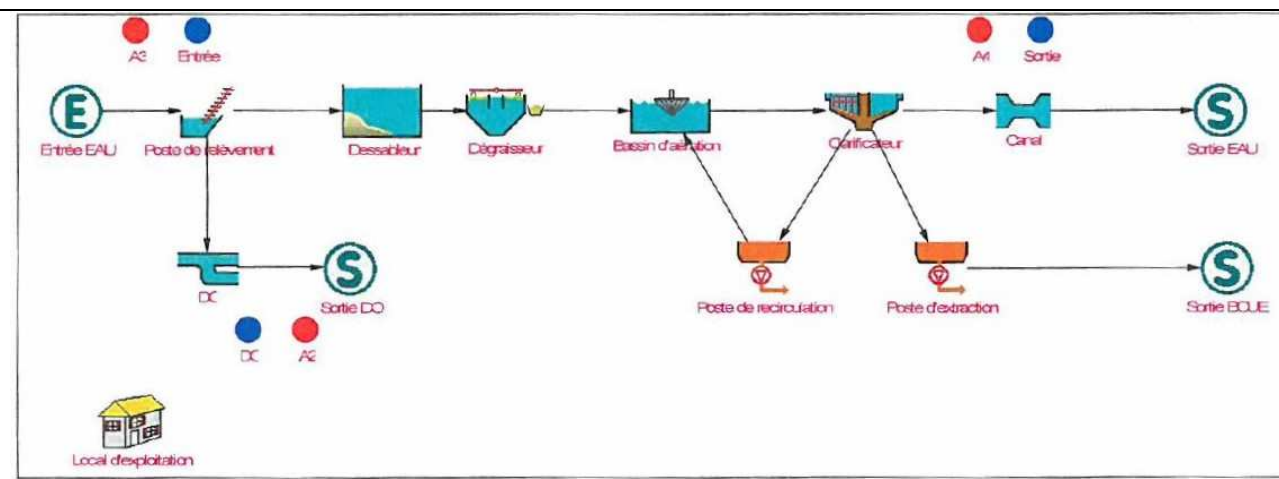 A3 Entrée
A4 Sortie
E
S
Entrée EAU
Poste de relèvement
Dessableur
Dégraisseur
Bassin d'aération
Clarificateur
Canal
Sortie EAU
S
S
DO
Sortie DO
Poste de recirculation
Poste d'extraction
Sortie BOUE
DO A2
Local d'exploitation